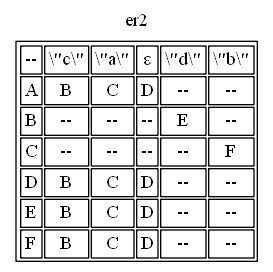 er2
-- \"c\" \"a\" ε \"d\" \"b\"
A B C D -- --
B -- -- -- E --
C -- -- -- -- F
D B C D -- --
E B C D -- --
F B C D -- --